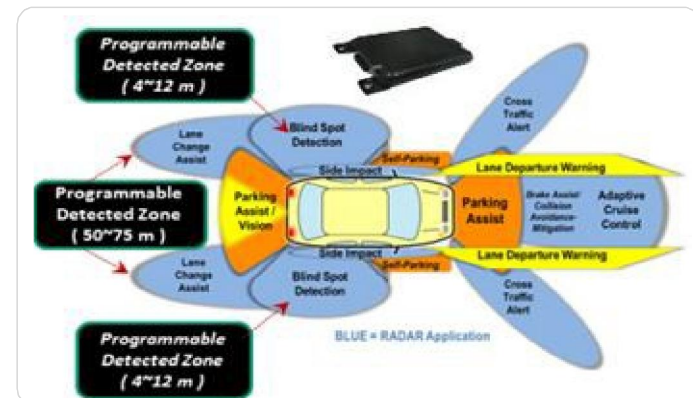 Programmable
Detected Zone
( 4~12 m )
Lane
Change
Assist
Blind Spot
Detection
Cross
Traffic
Alert
Side Impact
Self-Parking
Lane Departure Warning
Programmable
Detected Zone
( 50~75 m )
Parking
Assist /
Vision
Parking
Assist
Brake Assist/
Collision
Avoidance-
Mitigation
Adaptive
Cruise
Control
Side Impact
Self-Parking
Lane Departure Warning
Lane
Change
Assist
Blind Spot
Detection
Cross
Traffic
Alert
Programmable
Detected Zone
( 4~12 m )
BLUE = RADAR Application